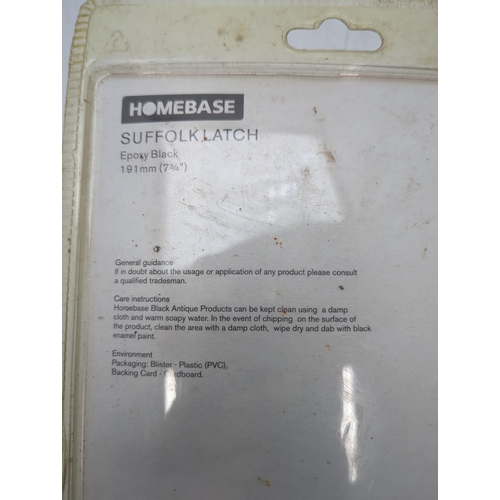 HOMEBASE
SUFFOLK LATCH
Epoxy Black
191mm (7¾")
General guidance
If in doubt about the usage or application of any product please consult
a qualified tradesman.
Care instructions
Homebase Black Antique Products can be kept clean using a damp
cloth and warm soapy water. In the event of chipping on the surface of
the product, clean the area with a damp cloth, wipe dry and dab with black
enamel paint.
Environment
Packaging: Blister - Plastic (PVC),
Backing Card - Cardboard.